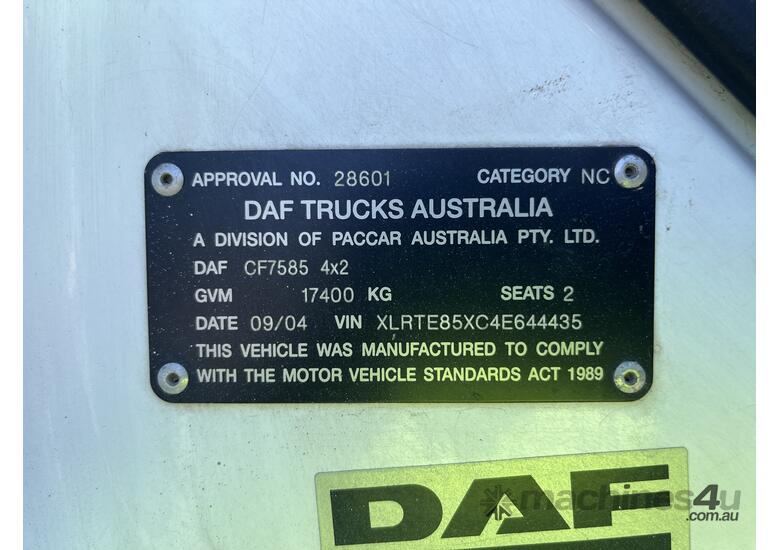 APPROVAL NO. 28601 CATEGORY NC
DAF TRUCKS AUSTRALIA
A DIVISION OF PACCAR AUSTRALIA PTY. LTD.
DAF CF7585 4x2
GVM 17400 KG SEATS 2
DATE 09/04 VIN XLRTE85XC4E644435
THIS VEHICLE WAS MANUFACTURED TO COMPLY
WITH THE MOTOR VEHICLE STANDARDS ACT 1989
DAF
machines4u
.com.au